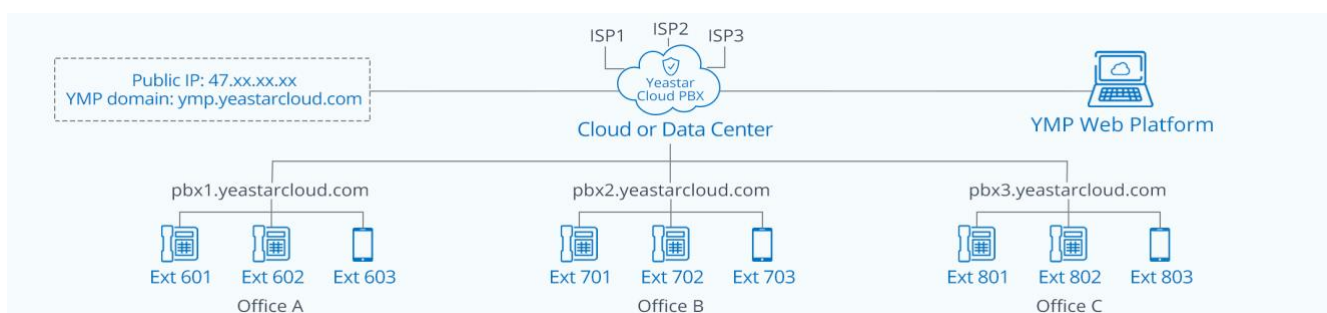 ISP1
ISP2
ISP3
Public IP: 47.xx.xx.xx
YMP domain: ymp.yeastarcloud.com
Yeastar
Cloud PBX
Cloud or Data Center
YMP Web Platform
pbx1.yeastarcloud.com
pbx2.yeastarcloud.com
pbx3.yeastarcloud.com
Ext 601
Ext 602
Ext 603
Ext 701
Ext 702
Ext 703
Ext 801
Ext 802
Ext 803
Office A
Office B
Office C